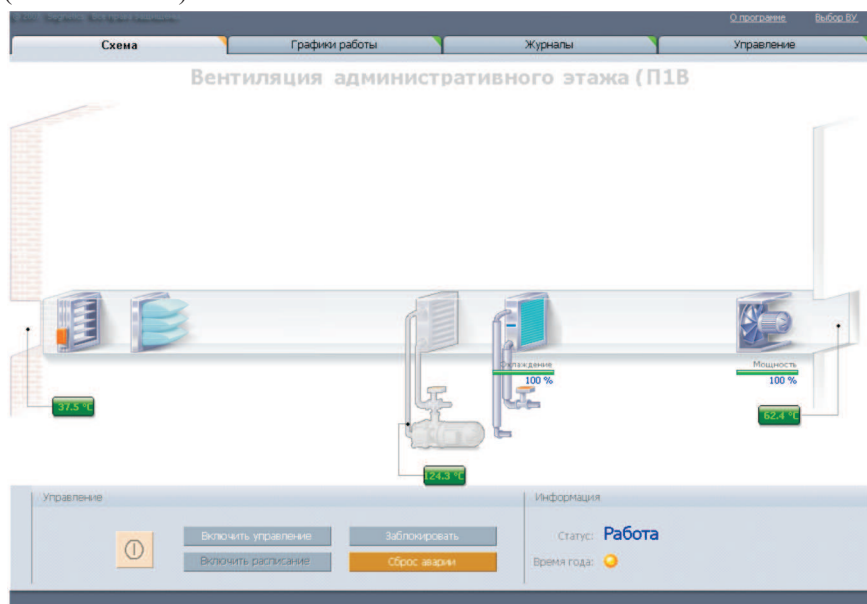 О программе Выбор ВУ
Схема Графики работы Журналы Управление
Вентиляция административного этажа (П1В
Охлаждение Мощность
100 % 100 %
37.5 °C 62.4 °C
124.3 °C
Управление Информация
Включить управление Заблокировать Статус: Работа
Включить расписание Сброс аварии Время года: